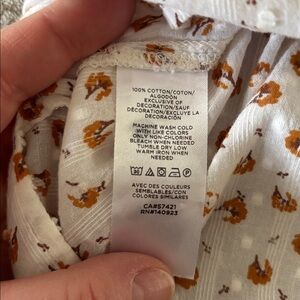 100% COTTON/COTON/
ALGODÓN
EXCLUSIVE OF
DECORATION/SAUF
DÉCORATION/EXCLUYE LA
DECORACIÓN
MACHINE WASH COLD
WITH LIKE COLORS
ONLY NON-CHLORINE
BLEACH WHEN NEEDED
TUMBLE DRY LOW
WARM IRON WHEN
NEEDED
AVEC DES COULEURS
SEMBLABLES/CON
COLORES SIMILARES
CA#57421
RN#140923